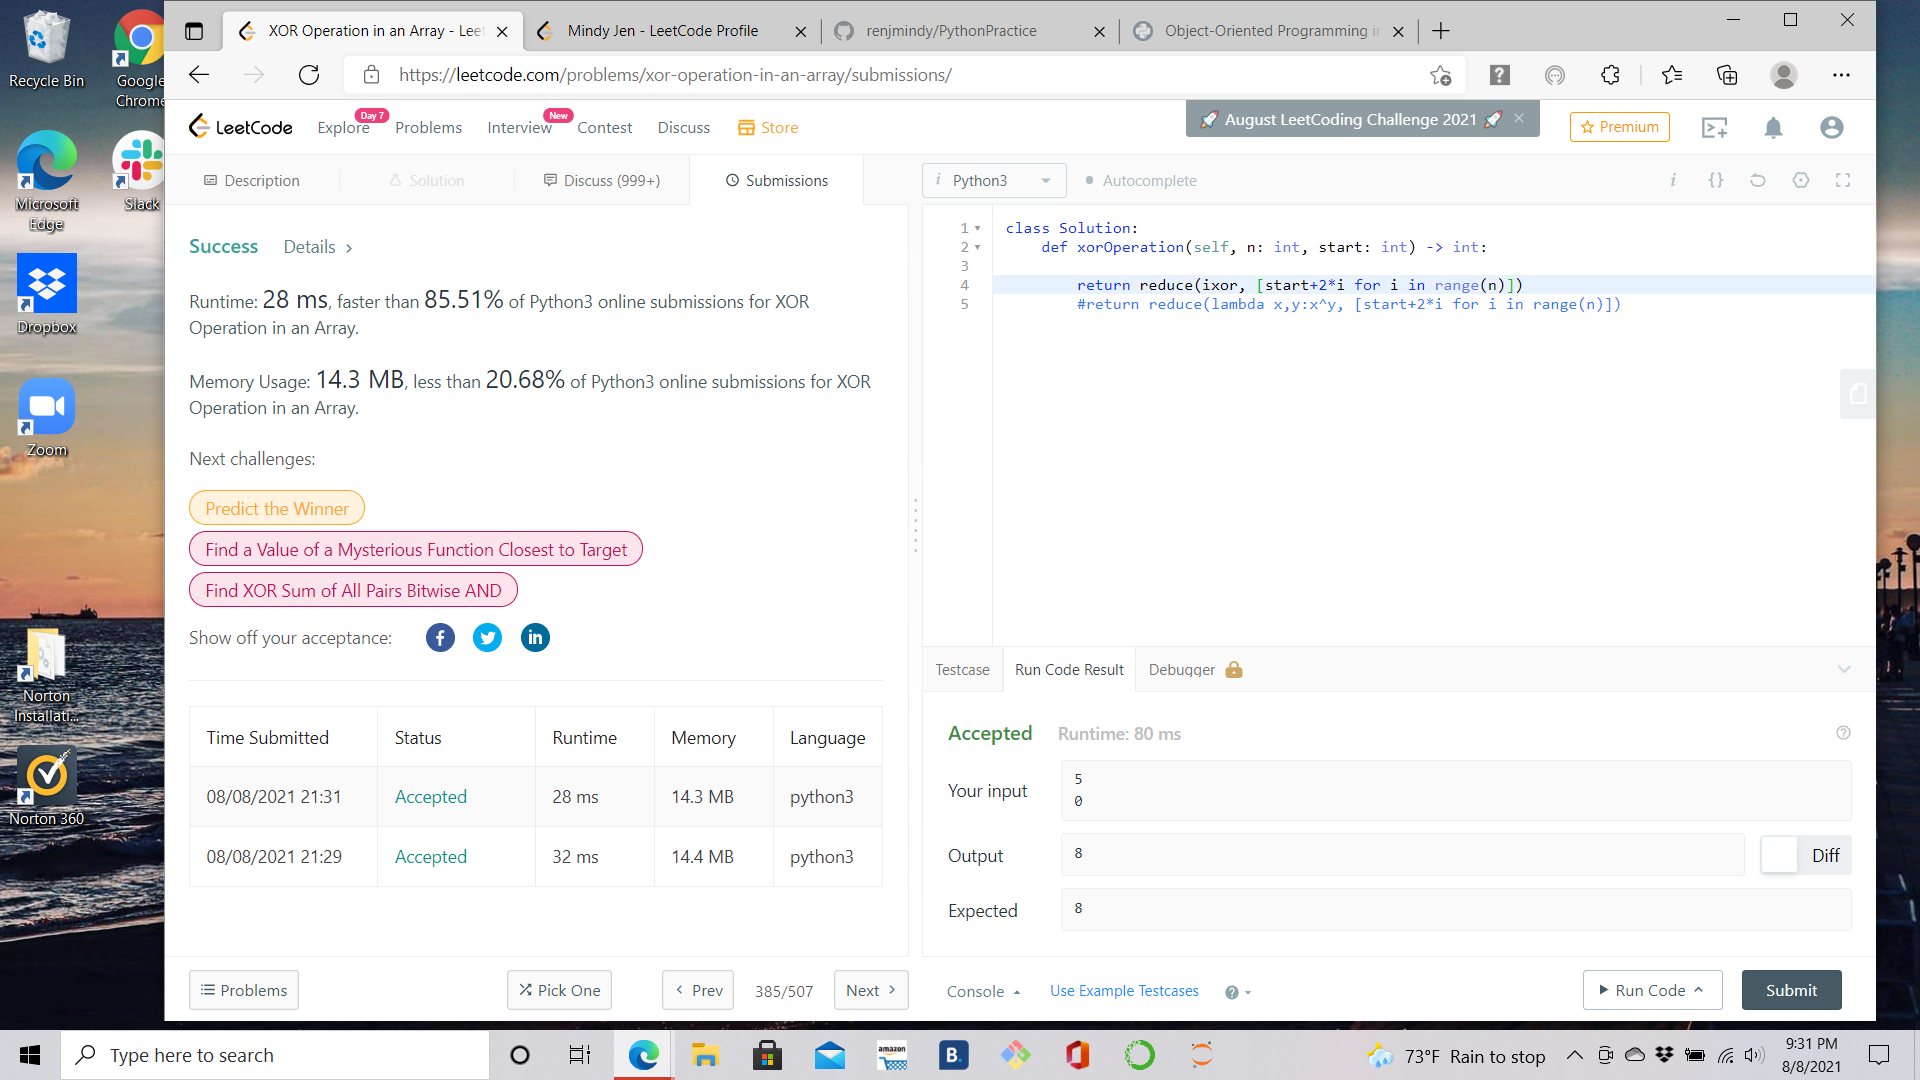 Recycle Bin
Google Chrome
Microsoft Edge
Slack
Dropbox
Zoom
Norton Installati...
Norton 360
XOR Operation in an Array - Leet
Mindy Jen - LeetCode Profile
renjmindy/PythonPractice
Object-Oriented Programming in
https://leetcode.com/problems/xor-operation-in-an-array/submissions/
LeetCode
Explore
Day 7
Problems
Interview
New
Contest
Discuss
Store
August LeetCoding Challenge 2021
Premium
Description
Solution
Discuss (999+)
Submissions
Success
Details >
Runtime: 28 ms, faster than 85.51% of Python3 online submissions for XOR
Operation in an Array.
Memory Usage: 14.3 MB, less than 20.68% of Python3 online submissions for XOR
Operation in an Array.
Next challenges:
Predict the Winner
Find a Value of a Mysterious Function Closest to Target
Find XOR Sum of All Pairs Bitwise AND
Show off your acceptance:
Time Submitted Status Runtime Memory Language
08/08/2021 21:31 Accepted 28 ms 14.3 MB python3
08/08/2021 21:29 Accepted 32 ms 14.4 MB python3
Problems
Pick One
Prev
385/507
Next
i Python3
Autocomplete
i {}
1 class Solution:
2 def xorOperation(self, n: int, start: int) -> int:
3
4 return reduce(ixor, [start+2*i for i in range(n)])
5 #return reduce(lambda x,y:x^y, [start+2*i for i in range(n)])
Testcase
Run Code Result
Debugger
Accepted
Runtime: 80 ms
Your input
5
0
Output
8
Diff
Expected
8
Console
Use Example Testcases
Run Code
Submit
Type here to search
amazon
B.
73°F Rain to stop
9:31 PM
8/8/2021